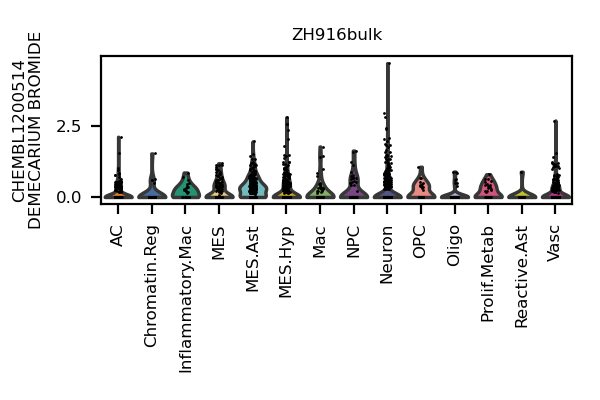 ZH916bulk
CHEMBL1200514
DEMECARIUM BROMIDE
2.5
0.0
AC
Chromatin.Reg
Inflammatory.Mac
MES
MES.Ast
MES.Hyp
Mac
NPC
Neuron
OPC
Oligo
Prolif.Metab
Reactive.Ast
Vasc